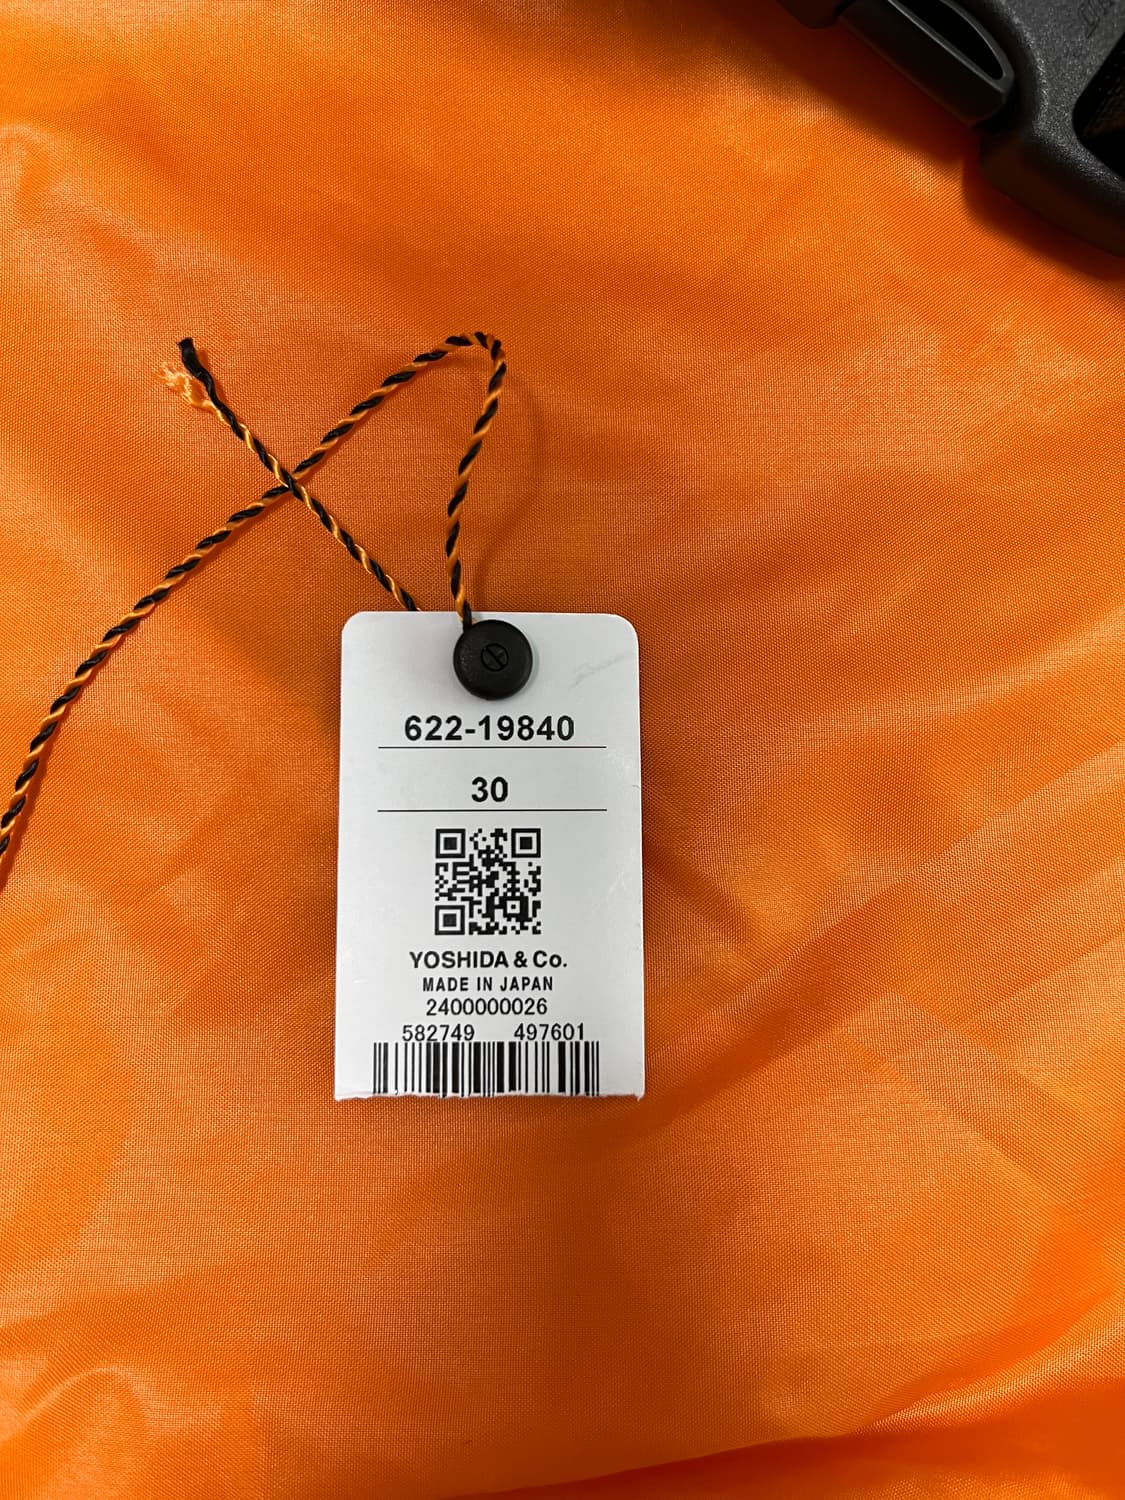 622-19840
30
YOSHIDA & Co.
MADE IN JAPAN
2400000026
582749 497601